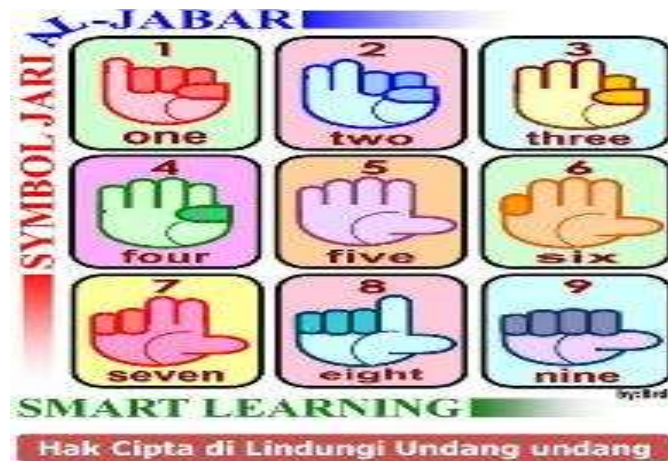 AL-JABAR
SYMBOL JARI
1
one
2
two
3
three
4
four
5
five
6
six
7
seven
8
eight
9
nine
SMART LEARNING
Hak Cipta di Lindungi Undang undang